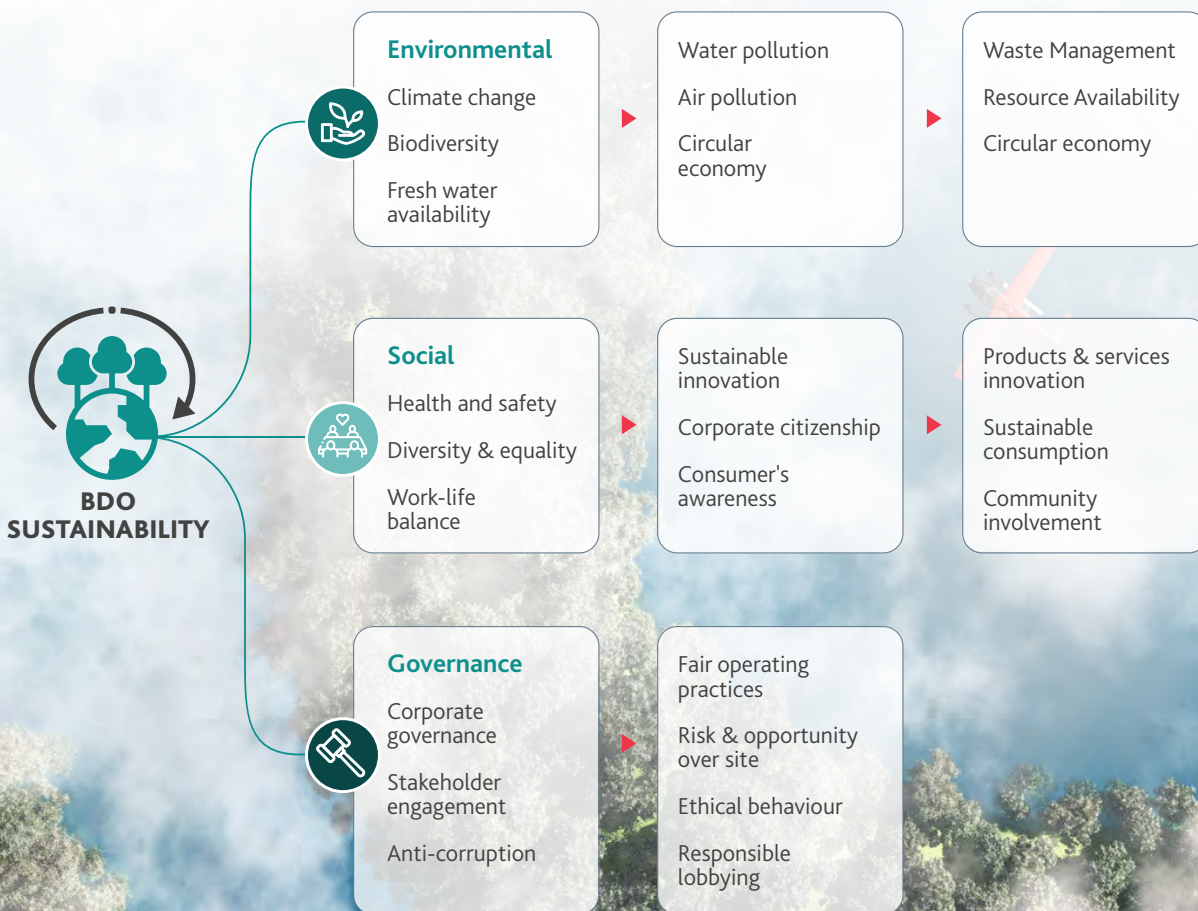 BDO
SUSTAINABILITY
Environmental
Climate change
Biodiversity
Fresh water
availability
Water pollution
Air pollution
Circular
economy
Waste Management
Resource Availability
Circular economy
Social
Health and safety
Diversity & equality
Work-life
balance
Sustainable
innovation
Corporate citizenship
Consumer's
awareness
Products & services
innovation
Sustainable
consumption
Community
involvement
Governance
Corporate
governance
Stakeholder
engagement
Anti-corruption
Fair operating
practices
Risk & opportunity
over site
Ethical behaviour
Responsible
lobbying